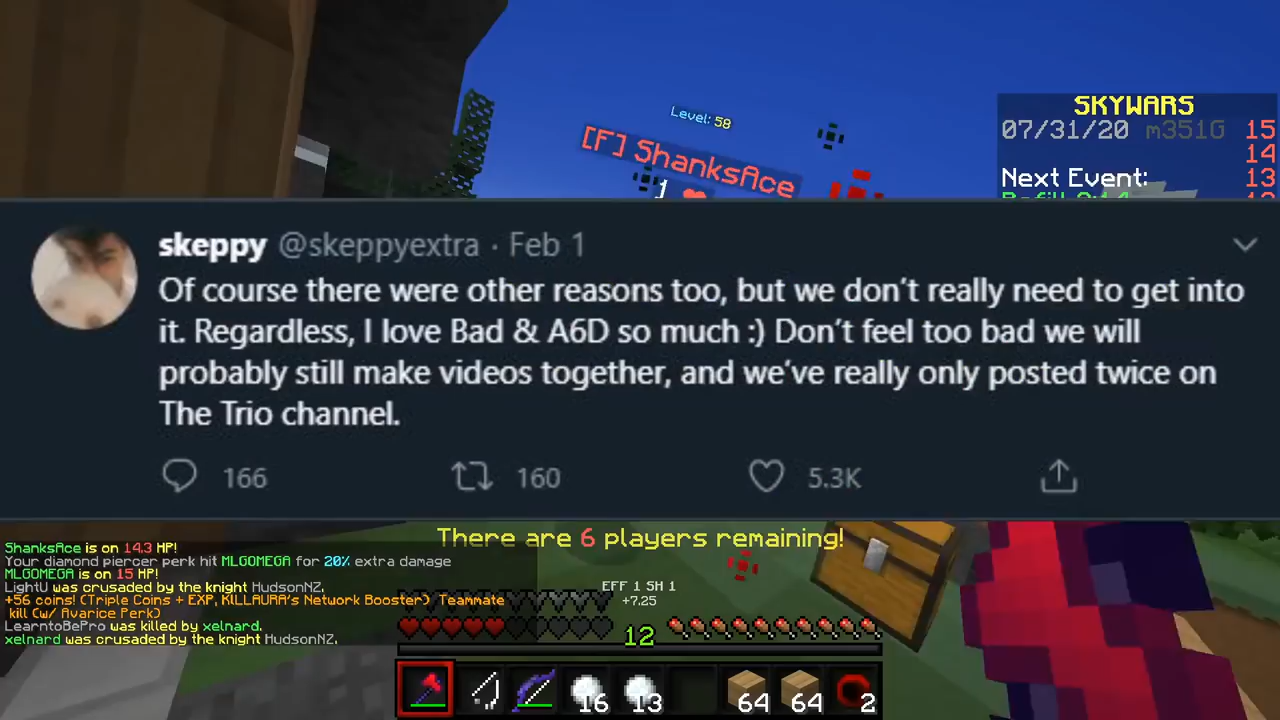 Level: 58
[F] ShanksAce
1
SKYWARS
07/31/20 m351G 15
14
Next Event: 13
skeppy @skeppyextra · Feb 1
Of course there were other reasons too, but we don't really need to get into
it. Regardless, I love Bad & A6D so much :) Don't feel too bad we will
probably still make videos together, and we've really only posted twice on
The Trio channel.
166 160 5.3K
There are 6 players remaining!
ShanksAce is on 14.3 HP!
Your diamond piercer perk hit MLGOMEGA for 20% extra damage
MLGOMEGA is on 15 HP!
LightU was crusaded by the knight HudsonNZ.
+56 coins! (Triple Coins + EXP, KILLAURA's Network Booster) Teammate
kill (w/ Avarice Perk)
LearntoBePro was killed by xelnard.
xelnard was crusaded by the knight HudsonNZ.
EFF 1 SH 1
+7.25
12
16 13 64 64 2